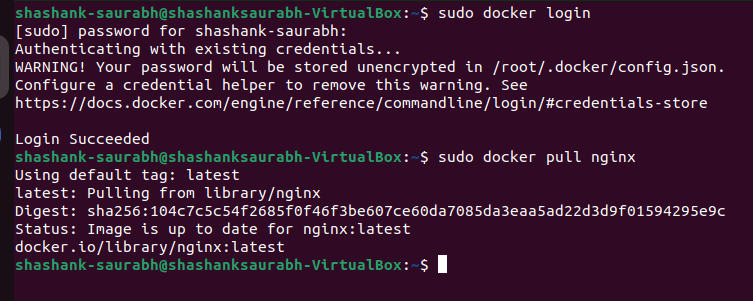 shashank-saurabh@shashanksaurabh-VirtualBox:~$ sudo docker login
[sudo] password for shashank-saurabh:
Authenticating with existing credentials...
WARNING! Your password will be stored unencrypted in /root/.docker/config.json.
Configure a credential helper to remove this warning. See
https://docs.docker.com/engine/reference/commandline/login/#credentials-store
Login Succeeded
shashank-saurabh@shashanksaurabh-VirtualBox:~$ sudo docker pull nginx
Using default tag: latest
latest: Pulling from library/nginx
Digest: sha256:104c7c5c54f2685f0f46f3be607ce60da7085da3eaa5ad22d3d9f01594295e9c
Status: Image is up to date for nginx:latest
docker.io/library/nginx:latest
shashank-saurabh@shashanksaurabh-VirtualBox:~$